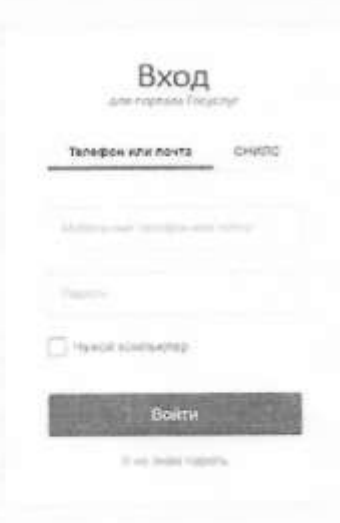 Вход
для портала Госуслуг
Телефон или почта СНИЛС
Мобильный телефон или почта
Пароль
Чужой компьютер
Войти
Я не знаю пароль